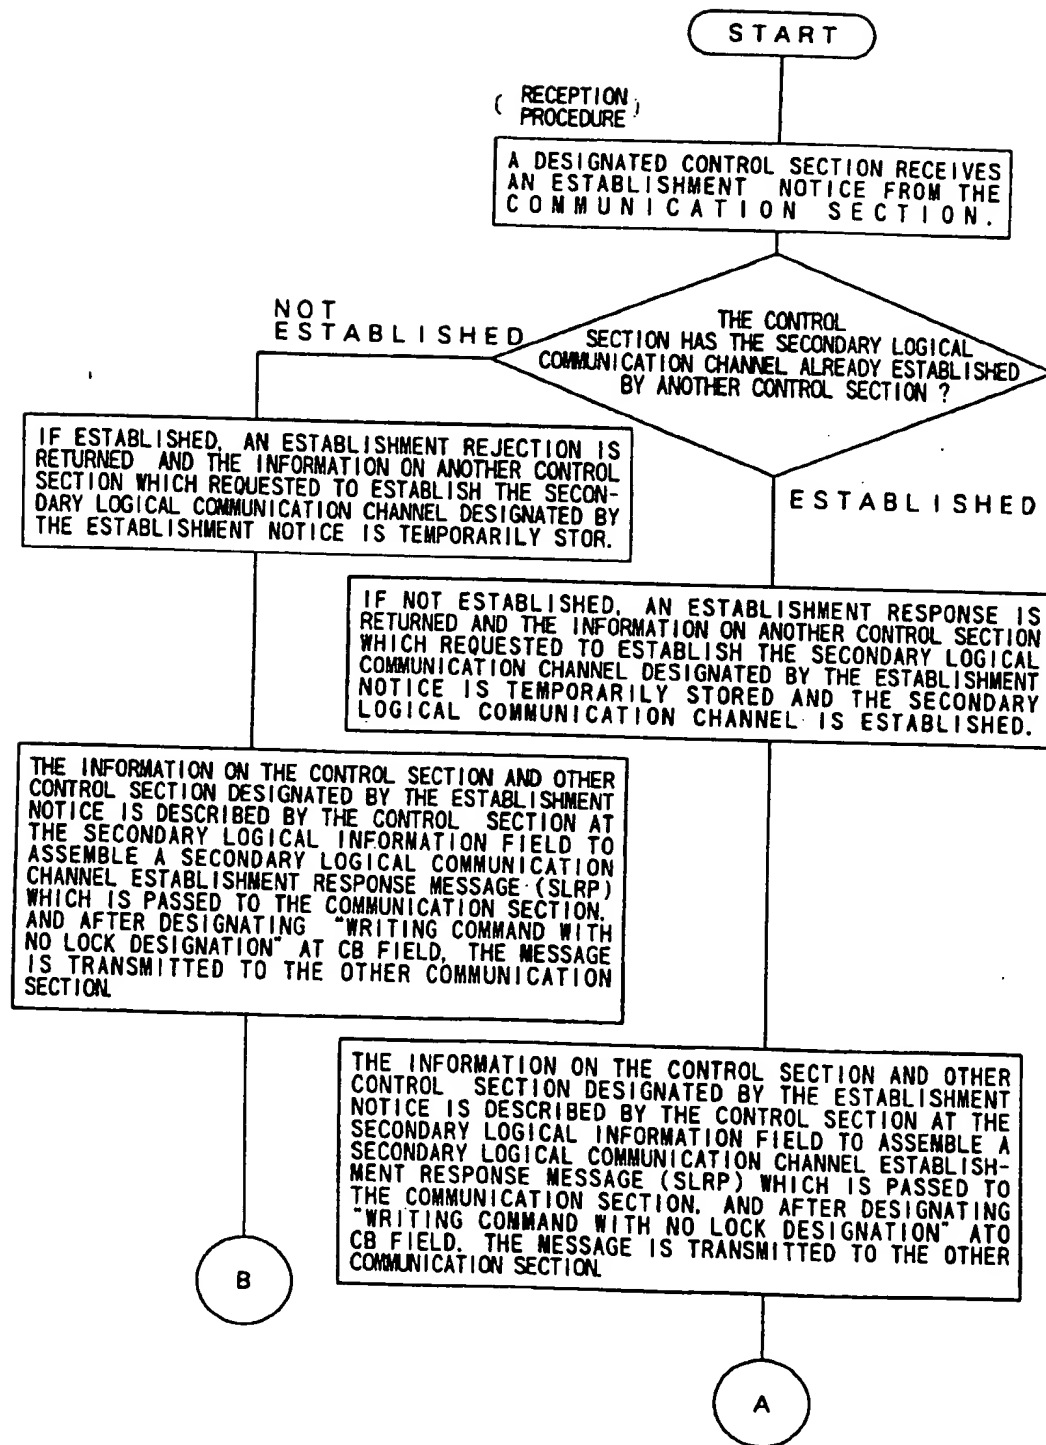 START
( RECEPTION )
PROCEDURE
A DESIGNATED CONTROL SECTION RECEIVES
AN ESTABLISHMENT NOTICE FROM THE
COMMUNICATION SECTION.
NOT
ESTABLISHED
THE CONTROL
SECTION HAS THE SECONDARY LOGICAL
COMMUNICATION CHANNEL ALREADY ESTABLISHED
BY ANOTHER CONTROL SECTION ?
IF ESTABLISHED, AN ESTABLISHMENT REJECTION IS
RETURNED AND THE INFORMATION ON ANOTHER CONTROL
SECTION WHICH REQUESTED TO ESTABLISH THE SECON-
DARY LOGICAL COMMUNICATION CHANNEL DESIGNATED BY
THE ESTABLISHMENT NOTICE IS TEMPORARILY STOR.
ESTABLISHED
IF NOT ESTABLISHED, AN ESTABLISHMENT RESPONSE IS
RETURNED AND THE INFORMATION ON ANOTHER CONTROL SECTION
WHICH REQUESTED TO ESTABLISH THE SECONDARY LOGICAL
COMMUNICATION CHANNEL DESIGNATED BY THE ESTABLISHMENT
NOTICE IS TEMPORARILY STORED AND THE SECONDARY
LOGICAL COMMUNICATION CHANNEL IS ESTABLISHED.
THE INFORMATION ON THE CONTROL SECTION AND OTHER
CONTROL SECTION DESIGNATED BY THE ESTABLISHMENT
NOTICE IS DESCRIBED BY THE CONTROL SECTION AT
THE SECONDARY LOGICAL INFORMATION FIELD TO
ASSEMBLE A SECONDARY LOGICAL COMMUNICATION
CHANNEL ESTABLISHMENT RESPONSE MESSAGE (SLRP)
WHICH IS PASSED TO THE COMMUNICATION SECTION,
AND AFTER DESIGNATING "WRITING COMMAND WITH
NO LOCK DESIGNATION" AT CB FIELD, THE MESSAGE
IS TRANSMITTED TO THE OTHER COMMUNICATION
SECTION.
THE INFORMATION ON THE CONTROL SECTION AND OTHER
CONTROL SECTION DESIGNATED BY THE ESTABLISHMENT
NOTICE IS DESCRIBED BY THE CONTROL SECTION AT THE
SECONDARY LOGICAL INFORMATION FIELD TO ASSEMBLE A
SECONDARY LOGICAL COMMUNICATION CHANNEL ESTABLISH-
MENT RESPONSE MESSAGE (SLRP) WHICH IS PASSED TO
THE COMMUNICATION SECTION, AND AFTER DESIGNATING
"WRITING COMMAND WITH NO LOCK DESIGNATION" ATO
CB FIELD, THE MESSAGE IS TRANSMITTED TO THE OTHER
COMMUNICATION SECTION.
B
A